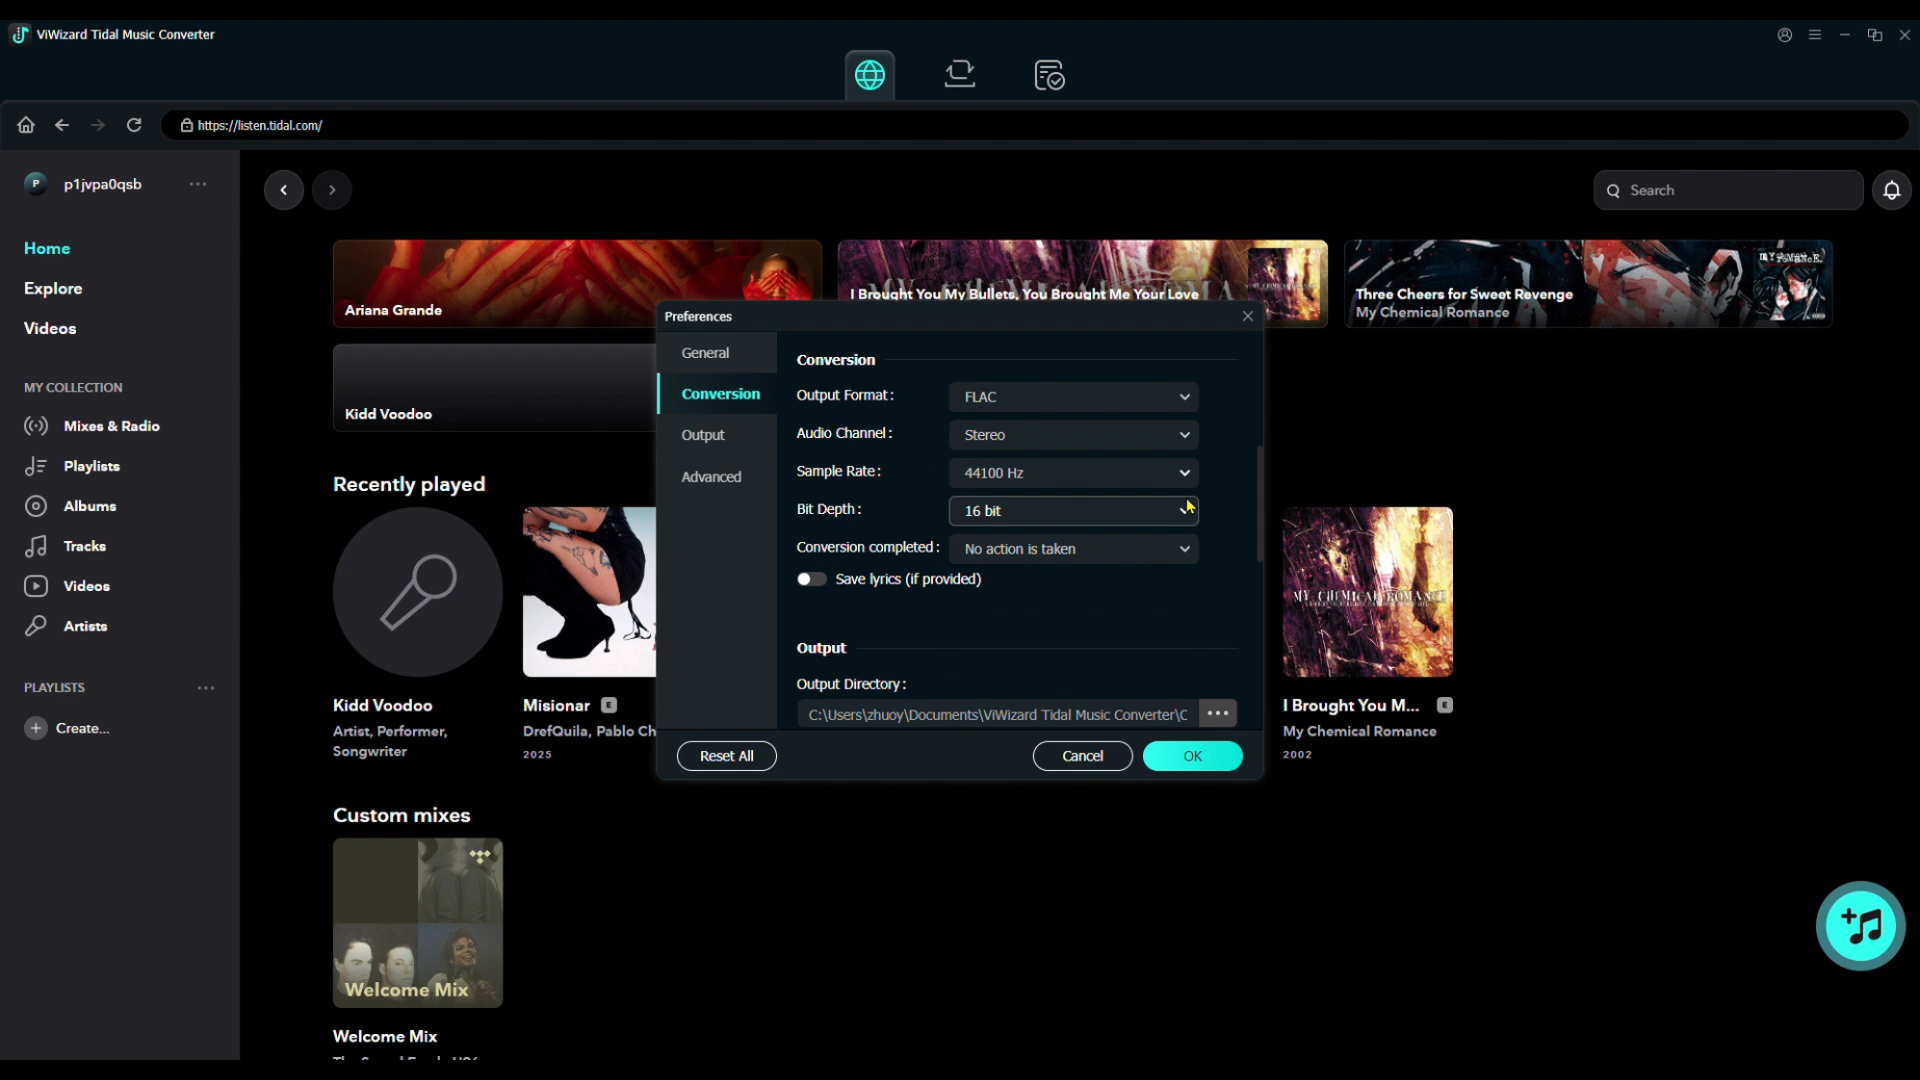 ViWizard Tidal Music Converter
https://listen.tidal.com/
P
p1jvpa0qsb
Search
Home
Explore
Videos
MY COLLECTION
Mixes & Radio
Playlists
Albums
Tracks
Videos
Artists
PLAYLISTS
Create...
Ariana Grande
I Brought You My Bullets, You Brought Me Your Love
Three Cheers for Sweet Revenge
My Chemical Romance
Kidd Voodoo
Recently played
Kidd Voodoo
Artist, Performer,
Songwriter
Misionar E
DrefQuila, Pablo Ch
2025
MY CHEMICAL ROMANCE
I Brought You M... E
My Chemical Romance
2002
Custom mixes
Welcome Mix
Welcome Mix
Preferences
General
Conversion
Output
Advanced
Conversion
Output Format: FLAC
Audio Channel: Stereo
Sample Rate: 44100 Hz
Bit Depth: 16 bit
Conversion completed: No action is taken
Save lyrics (if provided)
Output
Output Directory:
C:\Users\zhuoy\Documents\ViWizard Tidal Music Converter\C
Reset All
Cancel
OK